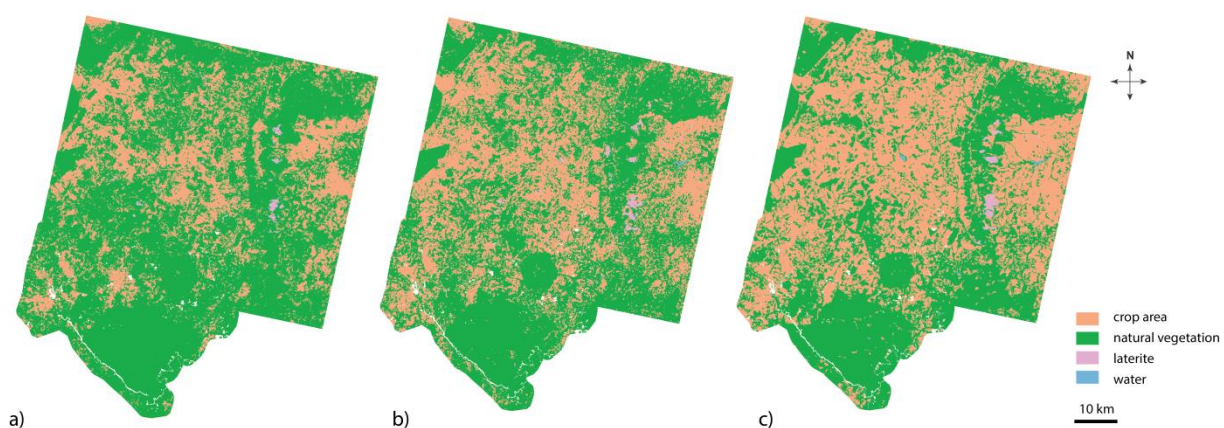 N
crop area
natural vegetation
laterite
water
10 km
a)
b)
c)